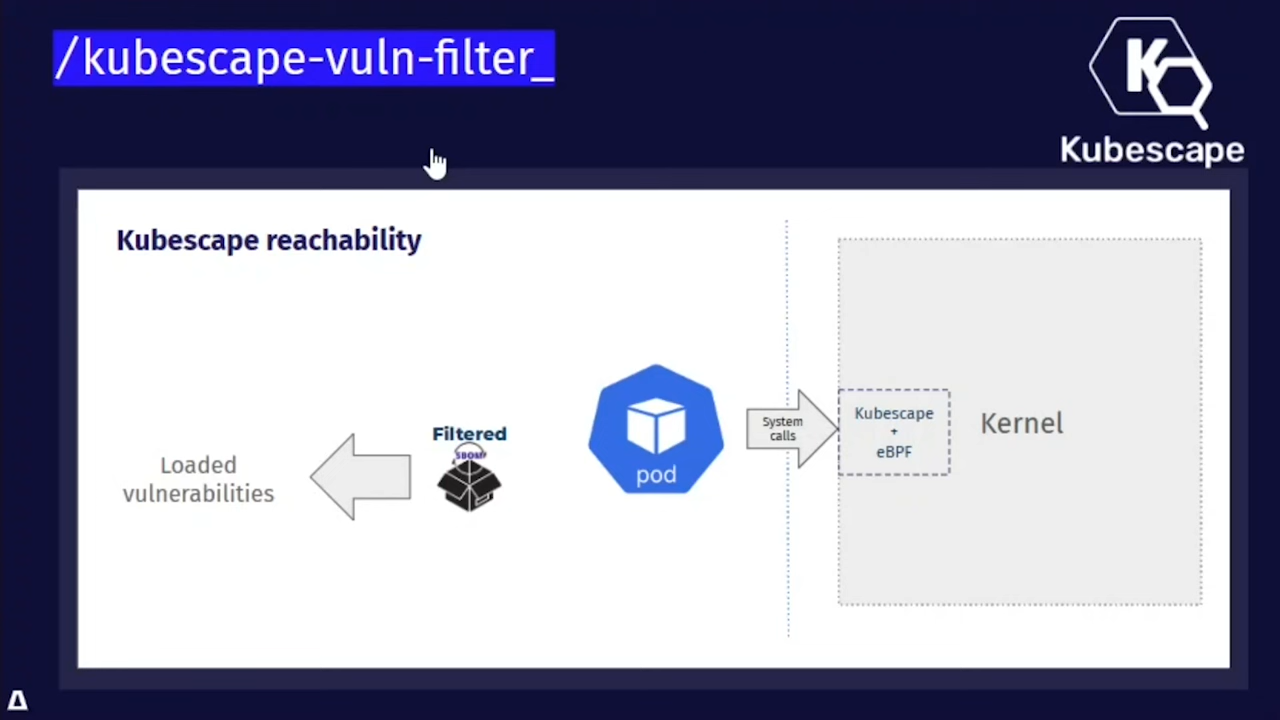 /kubescape-vuln-filter_
Kubescape
Kubescape reachability
Filtered
SBOM
Loaded
vulnerabilities
pod
System
calls
Kubescape
+
eBPF
Kernel